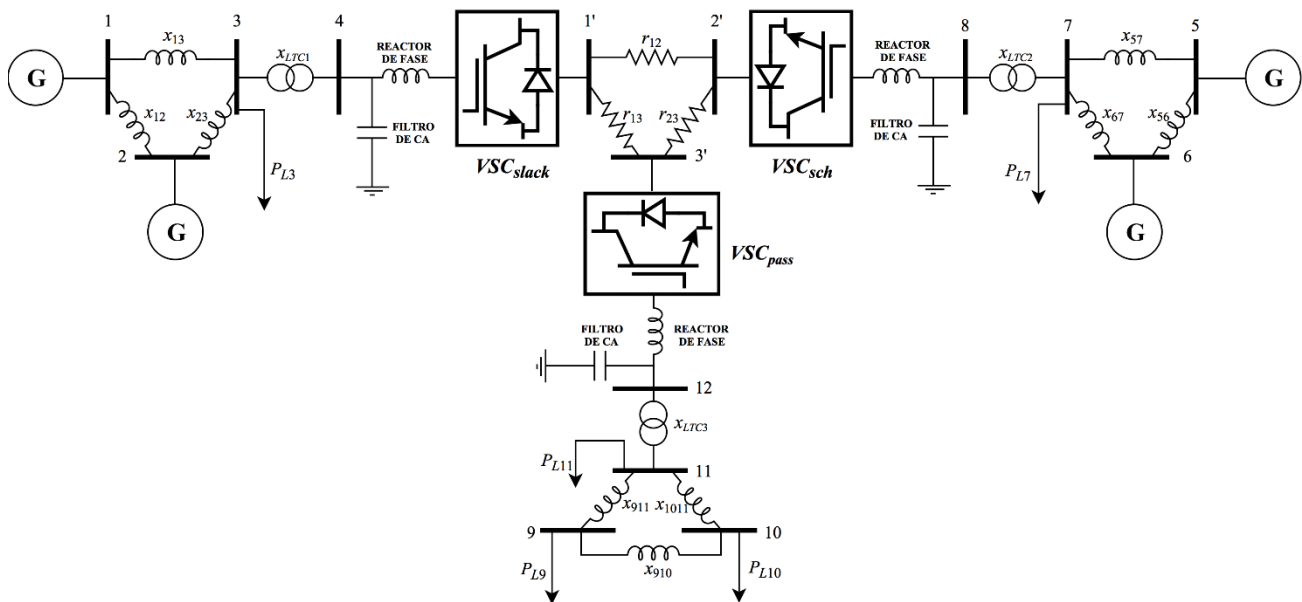 1
x13
3
xLTC1
4
REACTOR
DE FASE
1'
r12
2'
REACTOR
DE FASE
8
xLTC2
7
x57
5
G
x12
x23
r13
r23
x67
x56
G
FILTRO
DE CA
FILTRO
DE CA
2
3'
6
PL3
VSCslack
VSCsch
PL7
G
G
VSCpass
FILTRO
DE CA
REACTOR
DE FASE
12
xLTC3
PL11
11
x911
x1011
9
10
PL9
x910
PL10